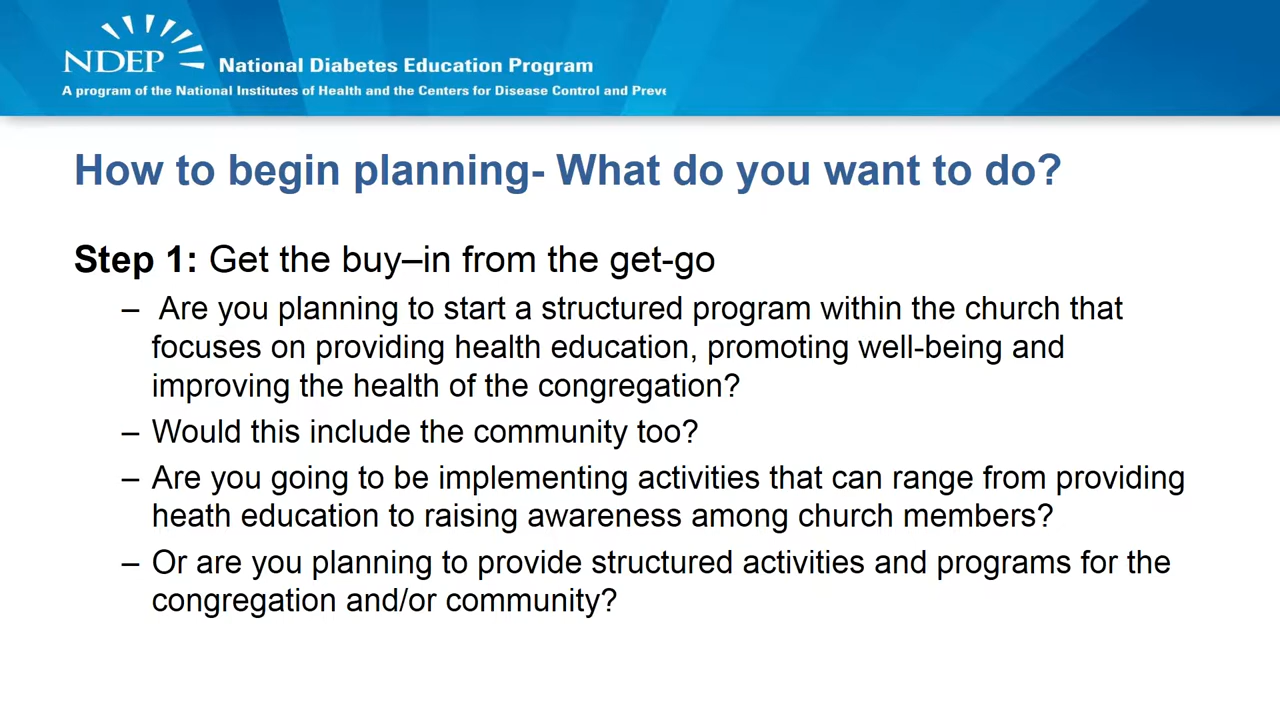 NDEP National Diabetes Education Program
A program of the National Institutes of Health and the Centers for Disease Control and Preve
How to begin planning- What do you want to do?
Step 1: Get the buy–in from the get-go
– Are you planning to start a structured program within the church that
focuses on providing health education, promoting well-being and
improving the health of the congregation?
– Would this include the community too?
– Are you going to be implementing activities that can range from providing
heath education to raising awareness among church members?
– Or are you planning to provide structured activities and programs for the
congregation and/or community?